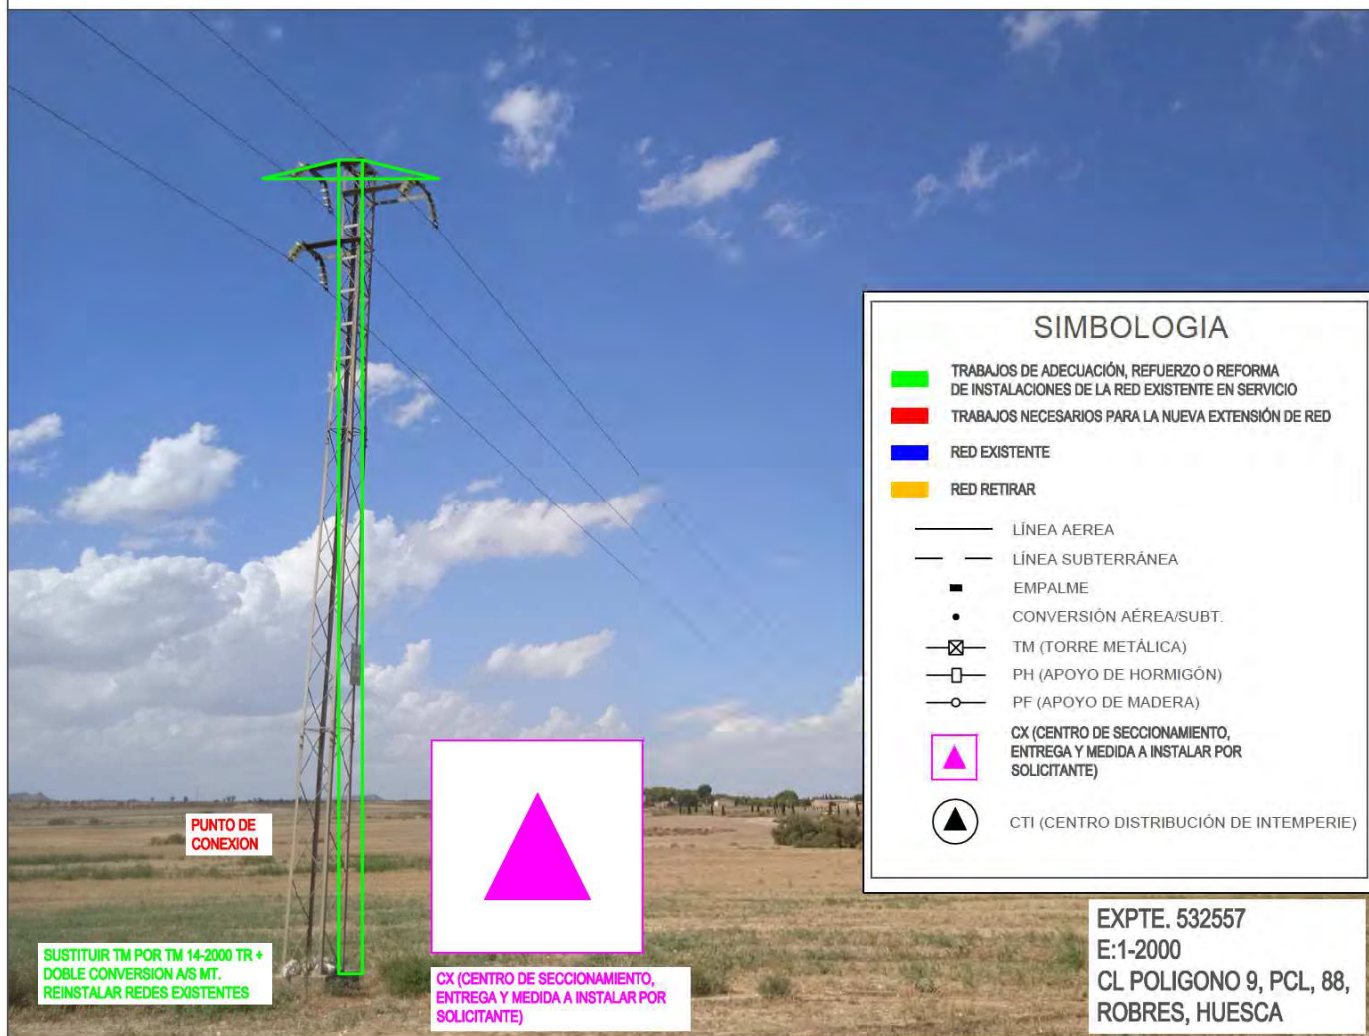 SIMBOLOGIA
TRABAJOS DE ADECUACIÓN, REFUERZO O REFORMA
DE INSTALACIONES DE LA RED EXISTENTE EN SERVICIO
TRABAJOS NECESARIOS PARA LA NUEVA EXTENSIÓN DE RED
RED EXISTENTE
RED RETIRAR
LÍNEA AEREA
LÍNEA SUBTERRÁNEA
EMPALME
CONVERSIÓN AÉREA/SUBT.
TM (TORRE METÁLICA)
PH (APOYO DE HORMIGÓN)
PF (APOYO DE MADERA)
CX (CENTRO DE SECCIONAMIENTO,
ENTREGA Y MEDIDA A INSTALAR POR
SOLICITANTE)
CTI (CENTRO DISTRIBUCIÓN DE INTEMPERIE)
PUNTO DE
CONEXION
SUSTITUIR TM POR TM 14-2000 TR +
DOBLE CONVERSION A/S MT.
REINSTALAR REDES EXISTENTES
CX (CENTRO DE SECCIONAMIENTO,
ENTREGA Y MEDIDA A INSTALAR POR
SOLICITANTE)
EXPTE. 532557
E:1-2000
CL POLIGONO 9, PCL, 88,
ROBRES, HUESCA